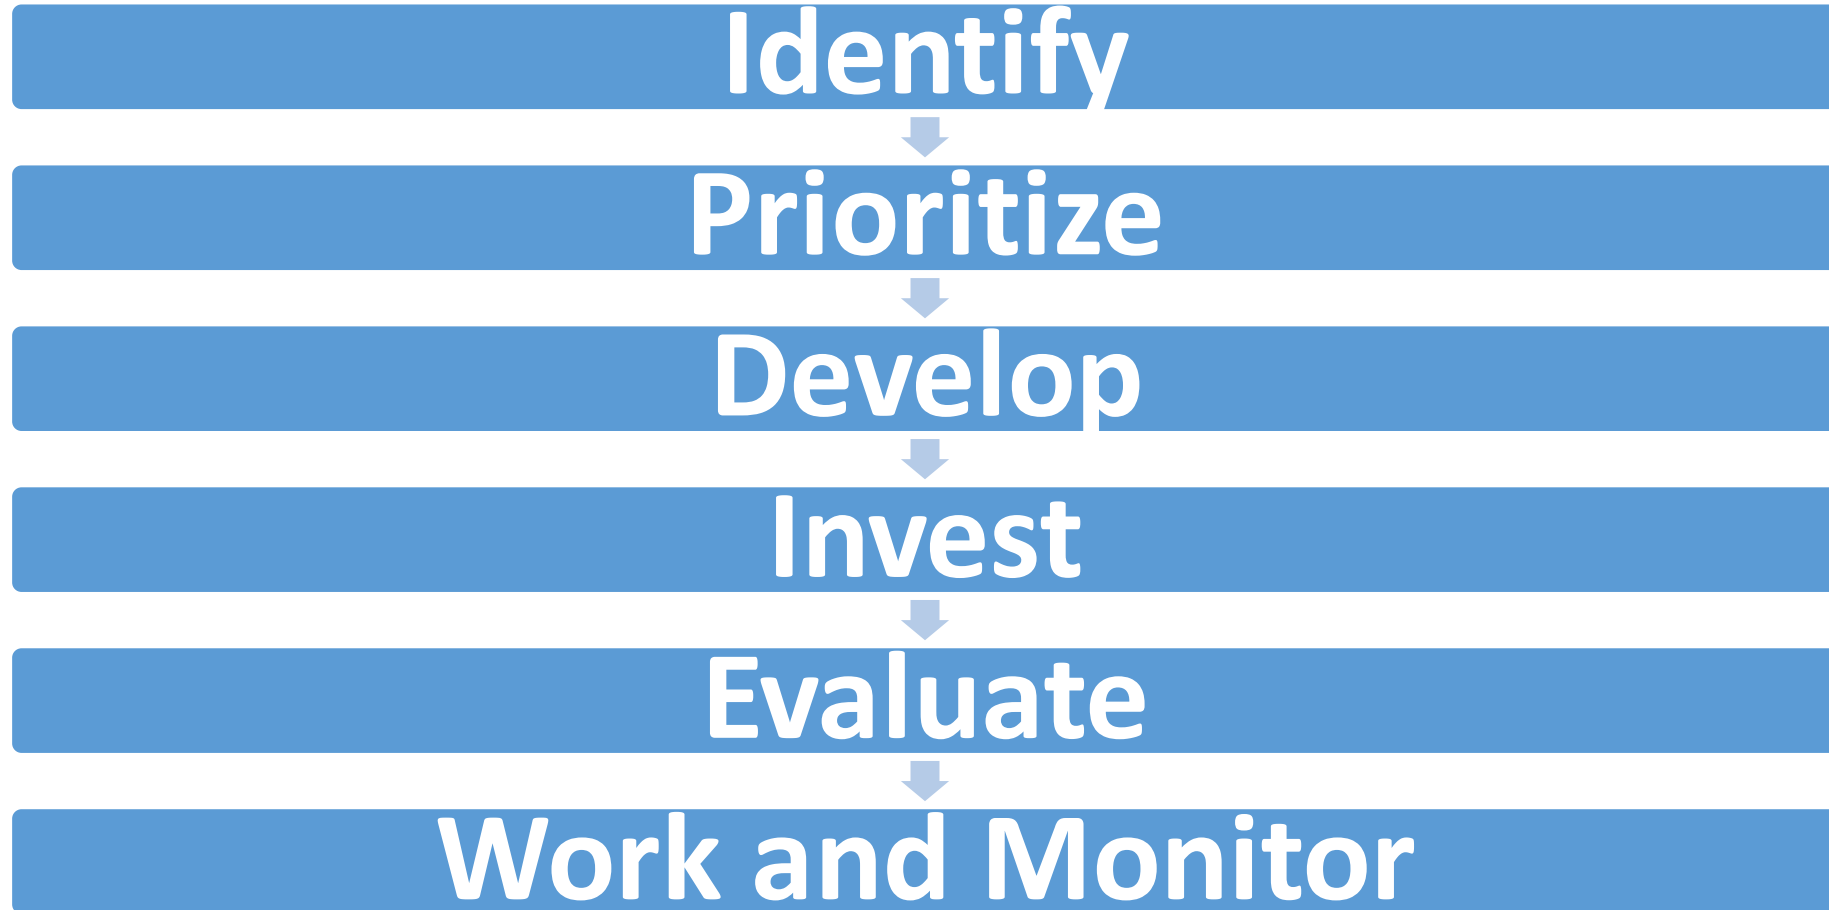 Identify
Prioritize
Develop
Invest
Evaluate
Work and Monitor